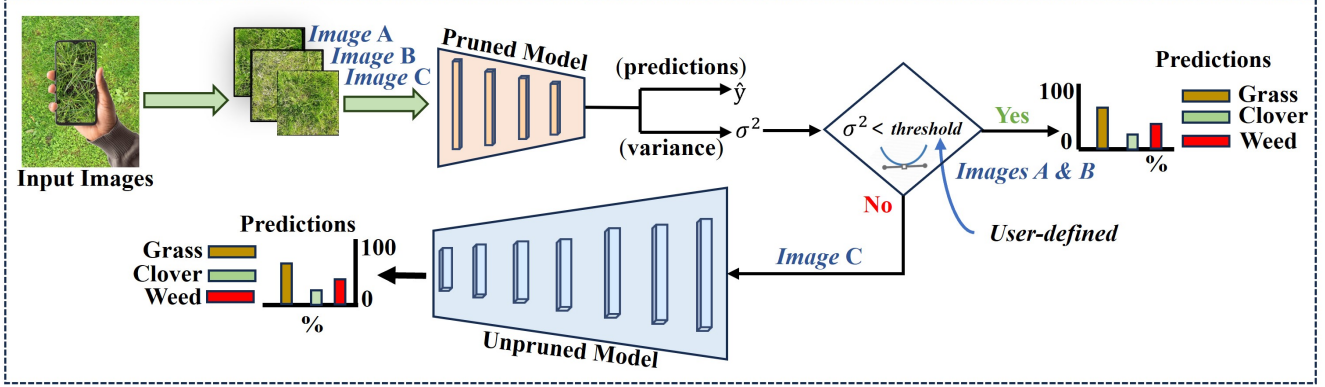 Input Images
Image A
Image B
Image C
Pruned Model
(predictions)
ŷ
σ²
(variance)
σ² < threshold
Yes
No
Images A & B
User-defined
Predictions
100
0
%
Grass
Clover
Weed
Image C
Unpruned Model
Predictions
Grass
Clover
Weed
100
0
%